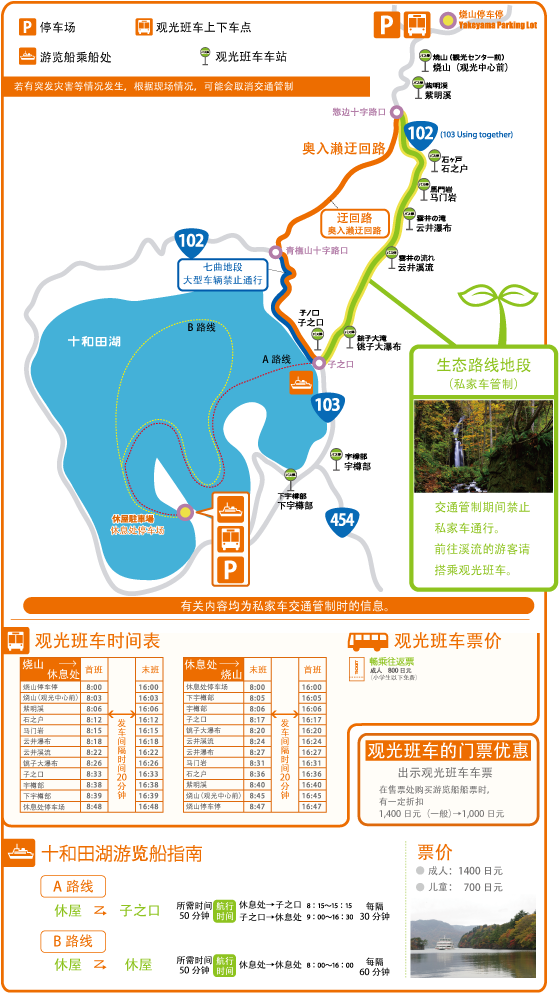 P 停车场
观光班车上下车点
游览船乘船处
观光班车车站
若有突发灾害等情况发生，根据现场情况，可能会取消交通管制
P
烧山停车停
Yakeyama Parking Lot
焼山（観光センター前）
烧山（观光中心前）
紫明渓
紫明溪
惣边十字路口
102
(103 Using together)
奥入濑迂回路
石ヶ戸
石之户
馬門岩
马门岩
迂回路
奥入濑迂回路
雲井の滝
云井瀑布
102
青橅山十字路口
雲井の流れ
云井溪流
七曲地段
大型车辆禁止通行
子ノ口
子之口
B 路线
十和田湖
銚子大滝
铫子大瀑布
A 路线
子之口
生态路线地段
（私家车管制）
103
宇樽部
宇樽部
下宇樽部
下宇樽部
休屋駐車場
休息处停车场
P
454
交通管制期间禁止
私家车通行。
前往溪流的游客请
搭乘观光班车。
有关内容均为私家车交通管制时的信息。
观光班车时间表
烧山 休息处 首班 末班
烧山停车停 8:00 16:00
烧山（观光中心前） 8:03 16:03
紫明溪 8:06 16:06
石之户 8:12 16:12
马门岩 8:15 16:15
云井瀑布 8:18 16:18
云井溪流 8:22 16:22
铫子大瀑布 8:26 16:26
子之口 8:33 16:33
宇樽部 8:38 16:38
下宇樽部 8:39 16:39
休息处停车场 8:48 16:48
发车间隔时间20分钟
休息处 烧山 首班 末班
休息处停车场 8:00 16:00
下宇樽部 8:05 16:05
宇樽部 8:06 16:06
子之口 8:17 16:17
铫子大瀑布 8:20 16:20
云井溪流 8:24 16:24
云井瀑布 8:27 16:27
马门岩 8:31 16:31
石之户 8:36 16:36
紫明溪 8:40 16:40
烧山（观光中心前） 8:45 16:45
烧山停车停 8:47 16:47
发车间隔时间20分钟
观光班车票价
TICKET
畅乘往返票
成人 800 日元
（小学生以下免费）
观光班车的门票优惠
出示观光班车车票
在售票处购买游览船船票时，
有一定折扣
1,400 日元（一般）→1,000 日元
十和田湖游览船指南
A 路线
休屋 子之口
所需时间
50 分钟
航行
时间
休息处→子之口 8：15～15：15
子之口→休息处 9：00～16：30
每隔
30 分钟
B 路线
休屋 休屋
所需时间
50 分钟
航行
时间
休息处→休息处 8：00～16：00
每隔
60 分钟
票价
成人： 1400 日元
儿童： 700 日元